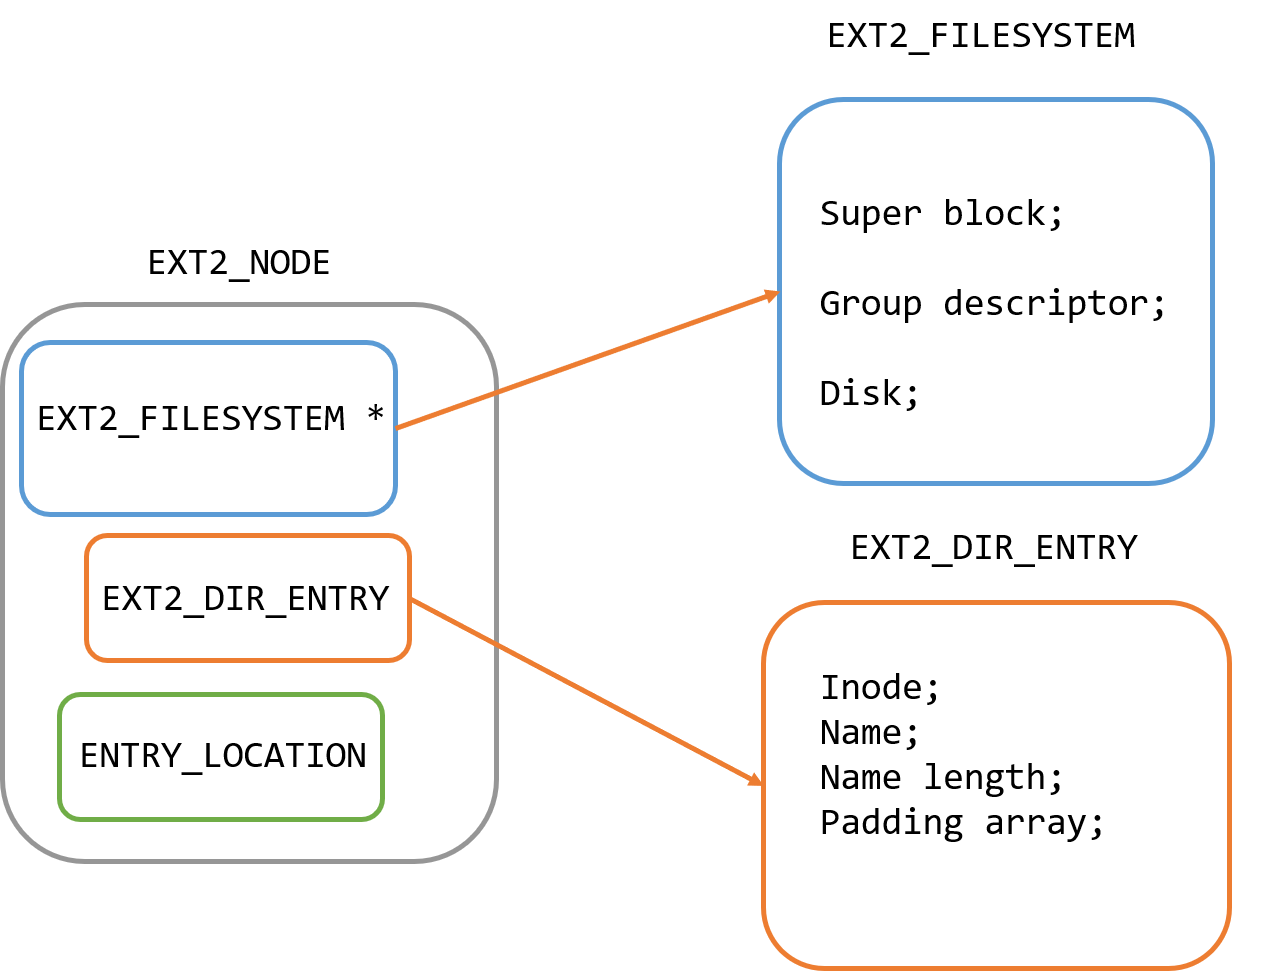 EXT2_NODE
EXT2_FILESYSTEM *
EXT2_DIR_ENTRY
ENTRY_LOCATION
EXT2_FILESYSTEM
Super block;
Group descriptor;
Disk;
EXT2_DIR_ENTRY
Inode;
Name;
Name length;
Padding array;